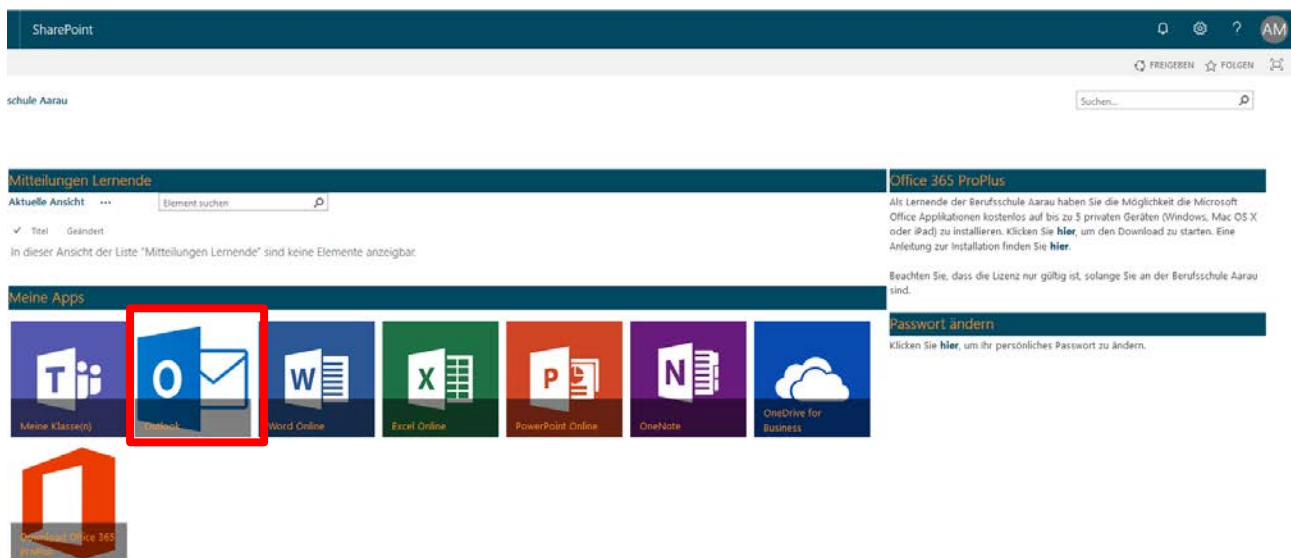 SharePoint
?
AM
FREIGEBEN
FOLGEN
schule Aarau
Suchen...
Mitteilungen Lernende
Aktuelle Ansicht ...
Element suchen
✓ Titel Geändert
In dieser Ansicht der Liste "Mitteilungen Lernende" sind keine Elemente anzeigbar.
Meine Apps
T
Meine Klasse(n)
O
Outlook
W
Word Online
X
Excel Online
P
PowerPoint Online
N
OneNote
OneDrive for
Business
Download Office 365
ProPlus
Office 365 ProPlus
Als Lernende der Berufsschule Aarau haben Sie die Möglichkeit die Microsoft
Office Applikationen kostenlos auf bis zu 5 privaten Geräten (Windows, Mac OS X
oder iPad) zu installieren. Klicken Sie hier, um den Download zu starten. Eine
Anleitung zur Installation finden Sie hier.
Beachten Sie, dass die Lizenz nur gültig ist, solange Sie an der Berufsschule Aarau
sind.
Passwort ändern
Klicken Sie hier, um Ihr persönliches Passwort zu ändern.